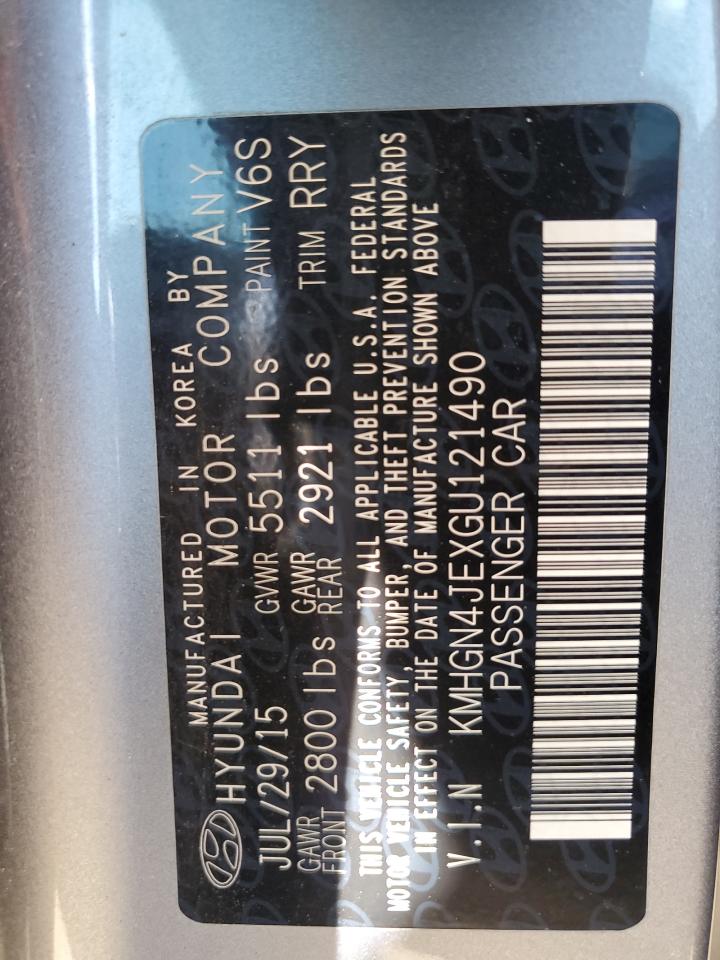 MANUFACTURED IN KOREA BY
HYUNDAI MOTOR COMPANY
JUL/29/15 GVWR 5511 lbs PAINT V6S
GAWR FRONT 2800 lbs GAWR REAR 2921 lbs TRIM RRY
THIS VEHICLE CONFORMS TO ALL APPLICABLE U.S.A. FEDERAL
MOTOR VEHICLE SAFETY, BUMPER, AND THEFT PREVENTION STANDARDS
IN EFFECT ON THE DATE OF MANUFACTURE SHOWN ABOVE
V.I.N KMHGN4JEXGU121490
PASSENGER CAR